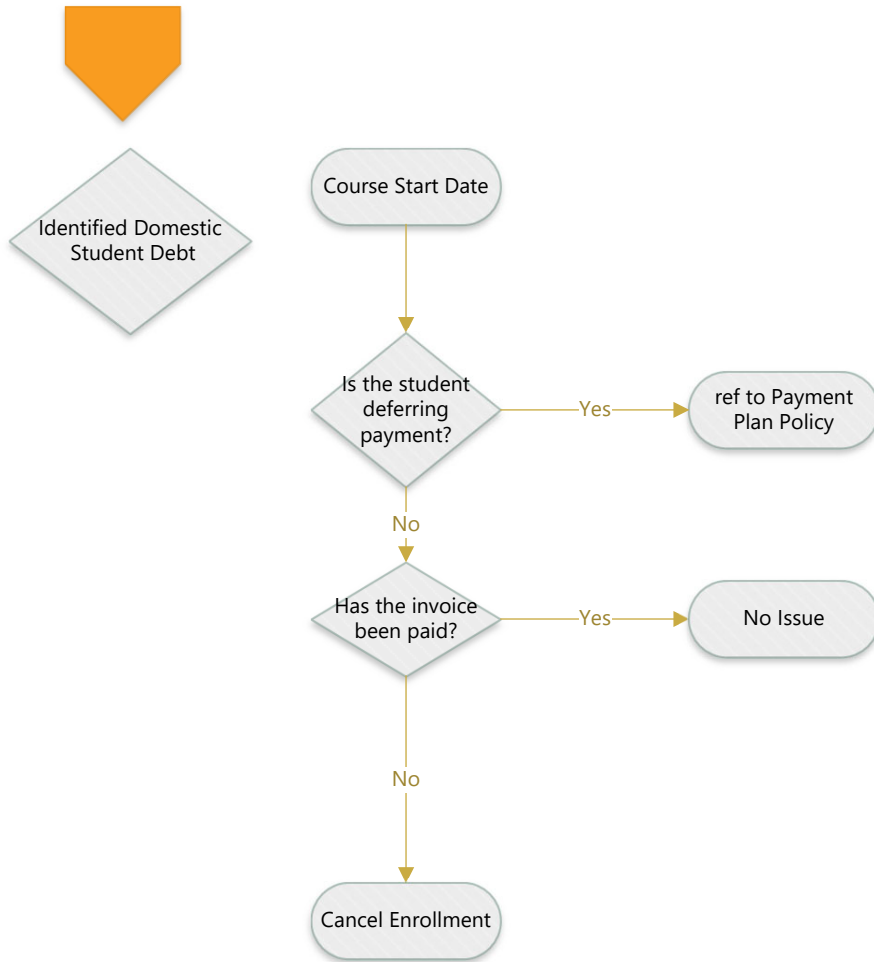 Identified Domestic
Student Debt
Course Start Date
Is the student
deferring
payment?
Yes
ref to Payment
Plan Policy
No
Has the invoice
been paid?
Yes
No Issue
No
Cancel Enrollment